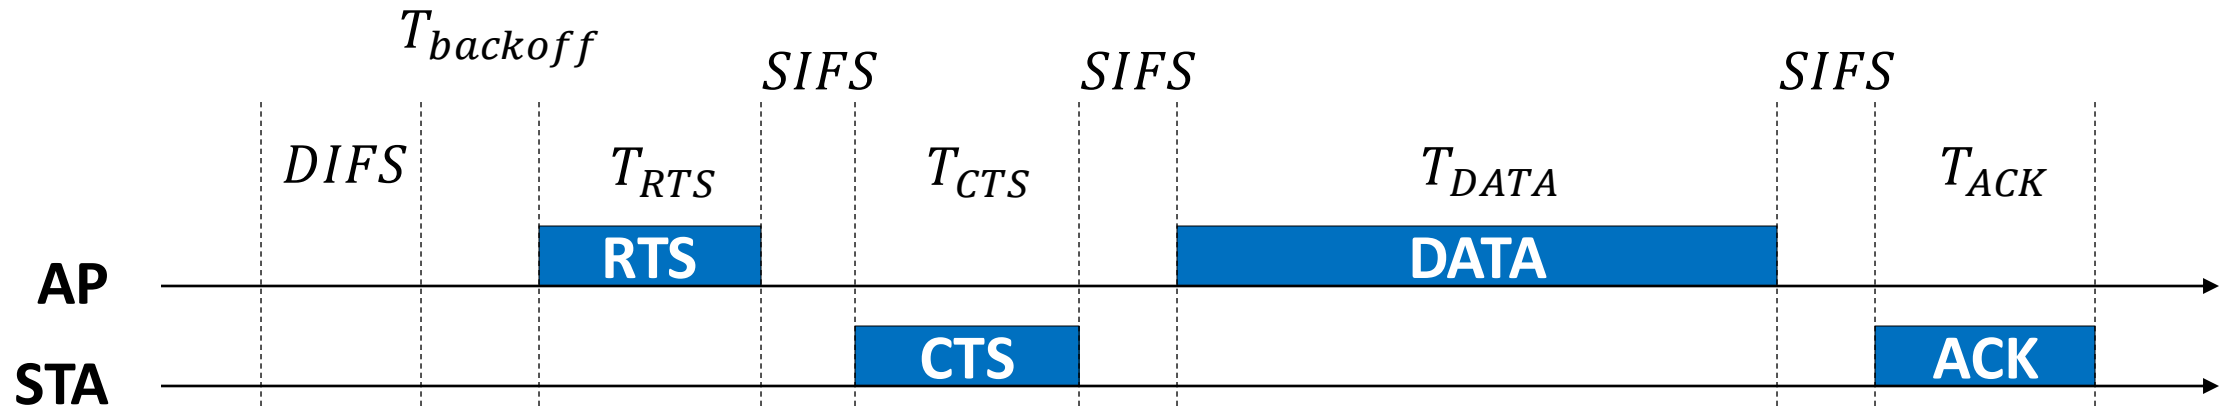 T_backoff
SIFS SIFS SIFS
DIFS T_RTS T_CTS T_DATA T_ACK
RTS DATA
AP
CTS ACK
STA